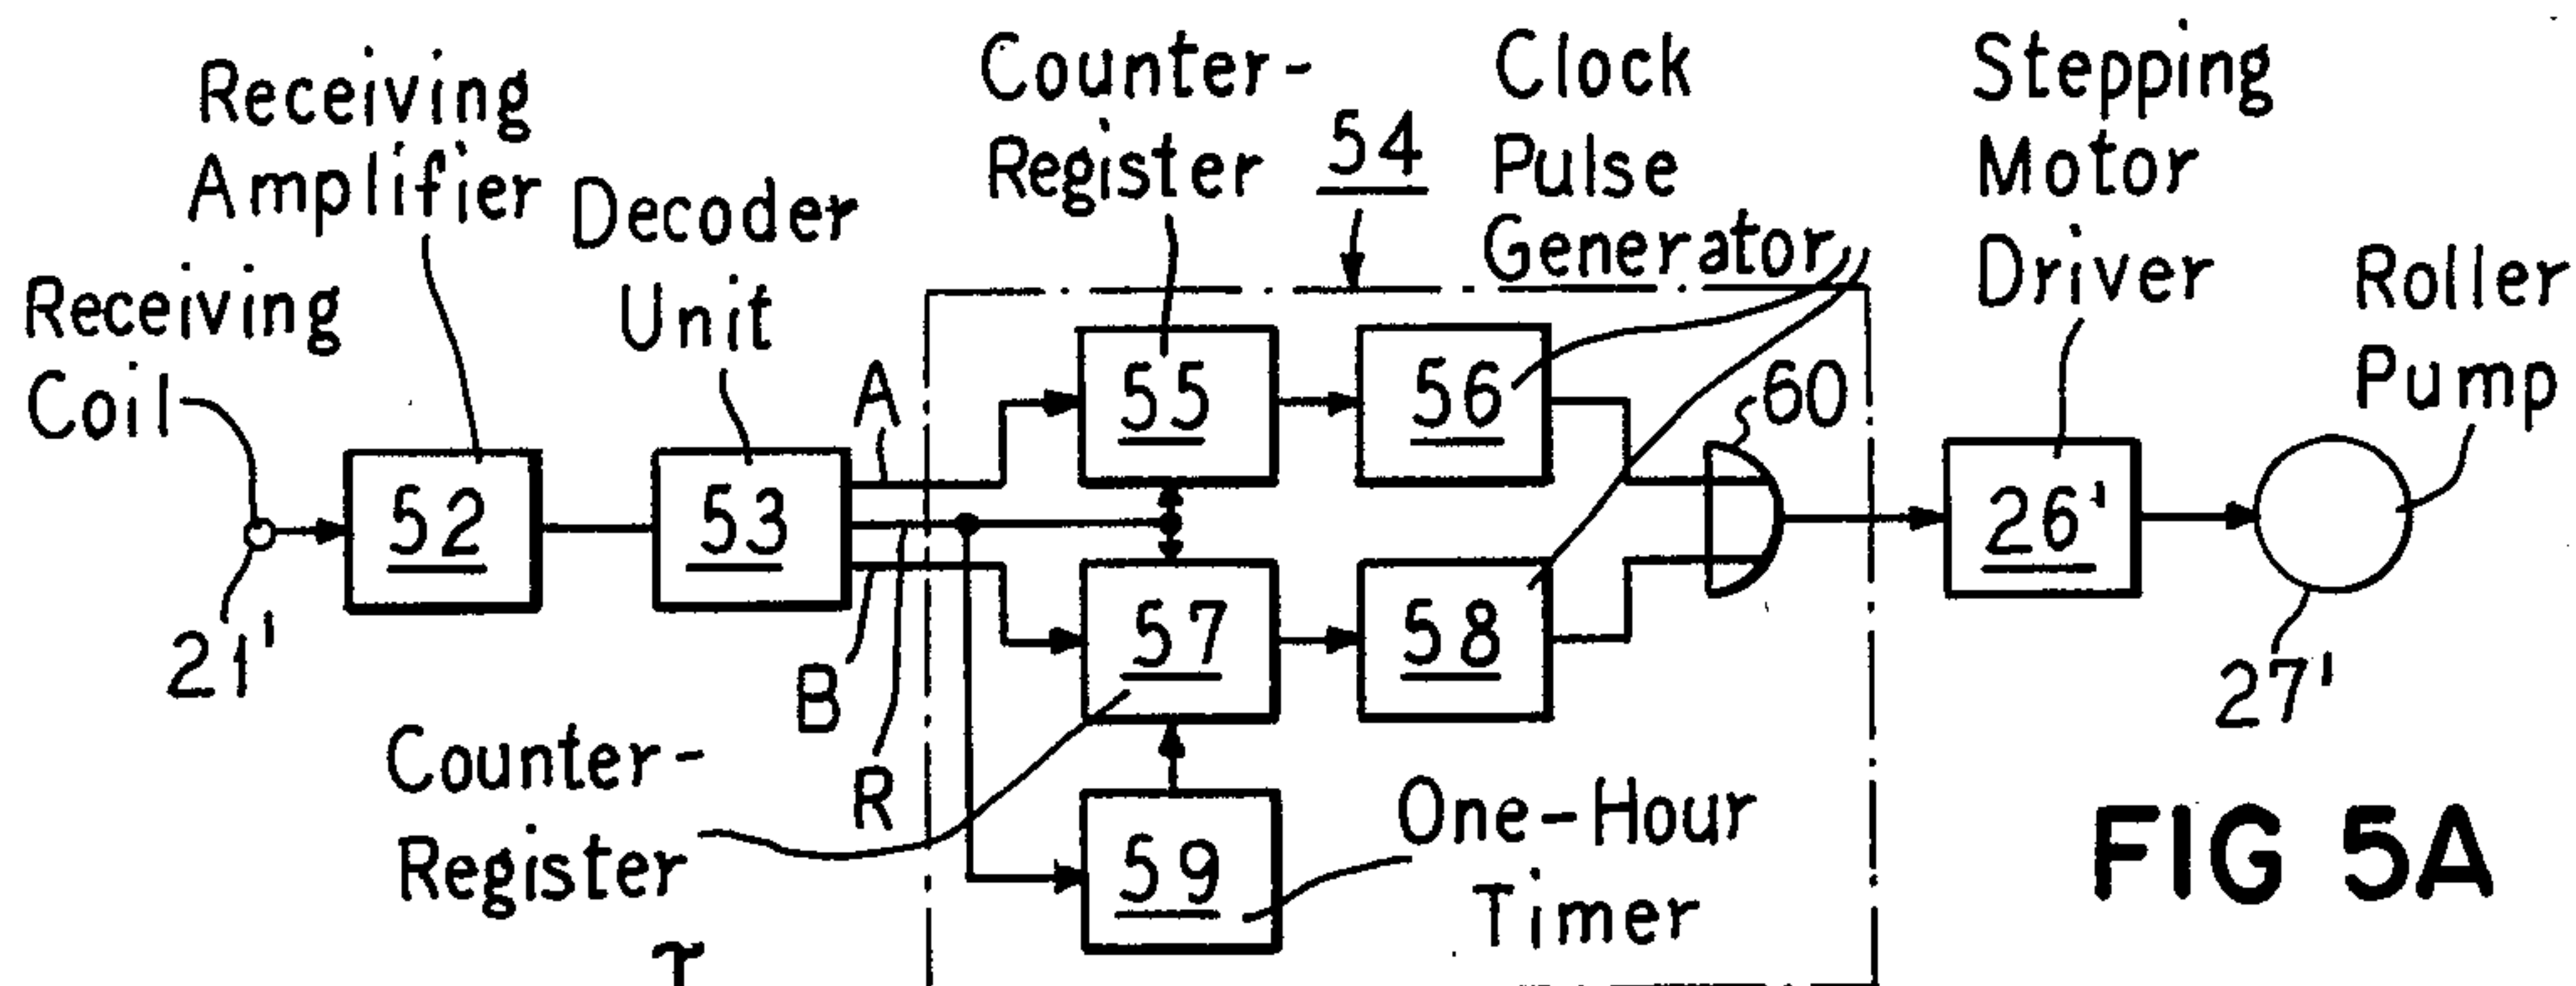 Receiving
Amplifier
Receiving
Coil
21'
52
Decoder
Unit
53
A
B
R
Counter-
Register
54
Clock
Pulse
Generator
55
56
57
58
59
60
Counter-
Register
One-Hour
Timer
Stepping
Motor
Driver
26'
Roller
Pump
27'
FIG 5A